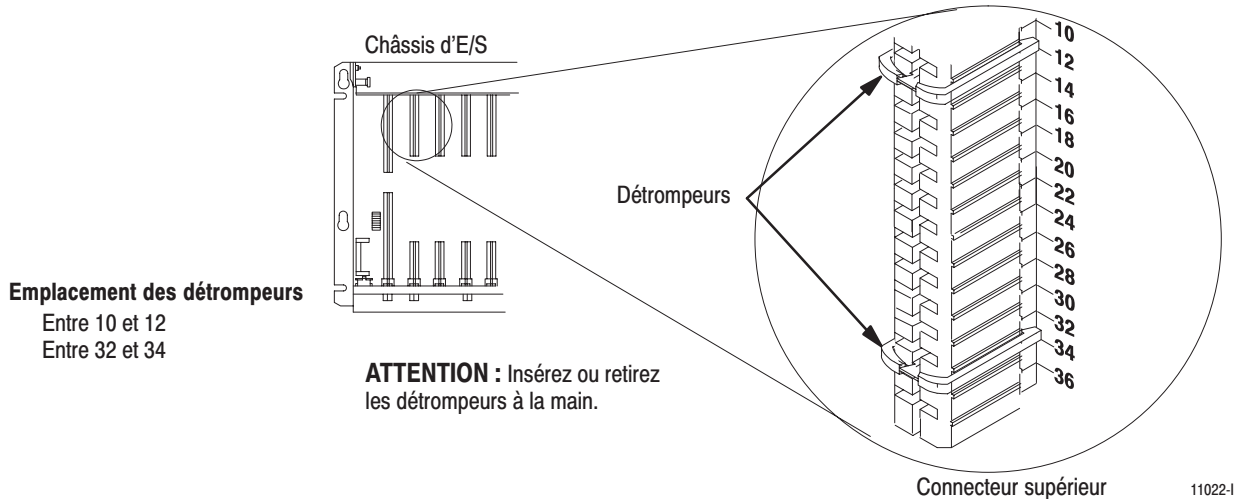 Châssis d'E/S
Détrompeurs
Emplacement des détrompeurs
Entre 10 et 12
Entre 32 et 34
ATTENTION : Insérez ou retirez
les détrompeurs à la main.
10
12
14
16
18
20
22
24
26
28
30
32
34
36
Connecteur supérieur
11022-I